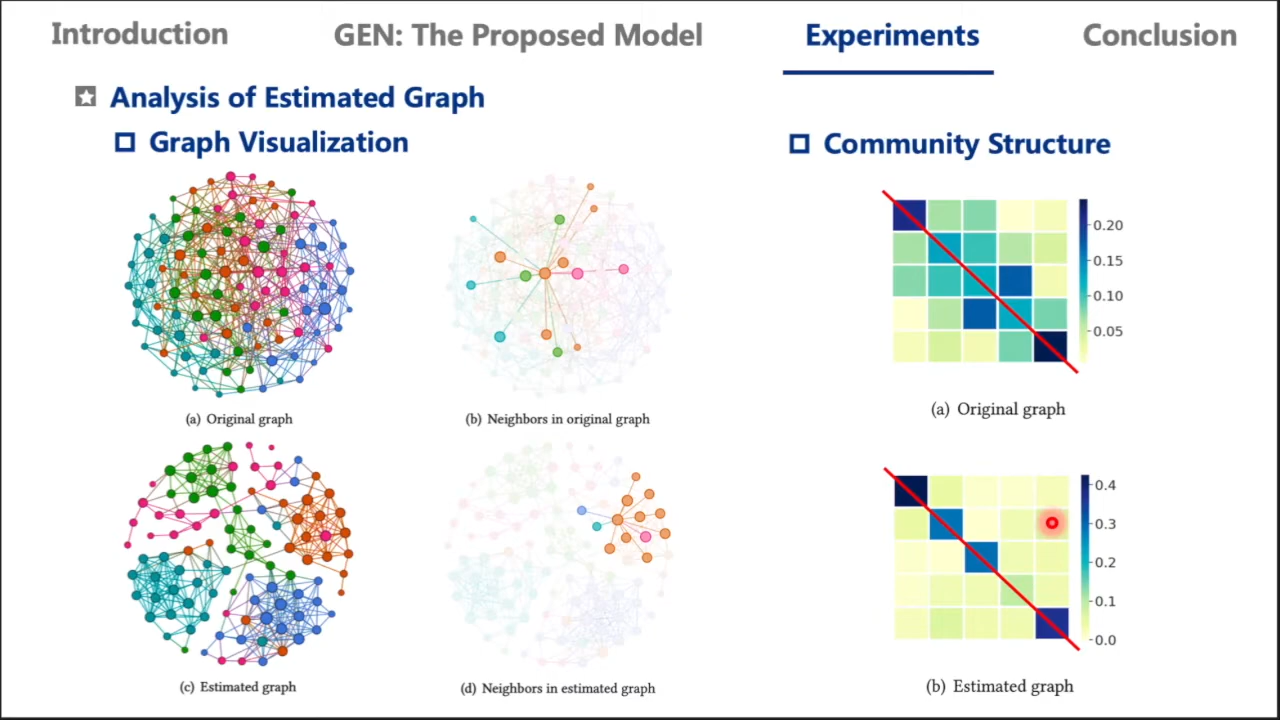 Introduction
GEN: The Proposed Model
Experiments
Conclusion
Analysis of Estimated Graph
Graph Visualization
Community Structure
0.20
0.15
0.10
0.05
(a) Original graph
(b) Neighbors in original graph
(a) Original graph
0.4
0.3
0.2
0.1
0.0
(c) Estimated graph
(d) Neighbors in estimated graph
(b) Estimated graph